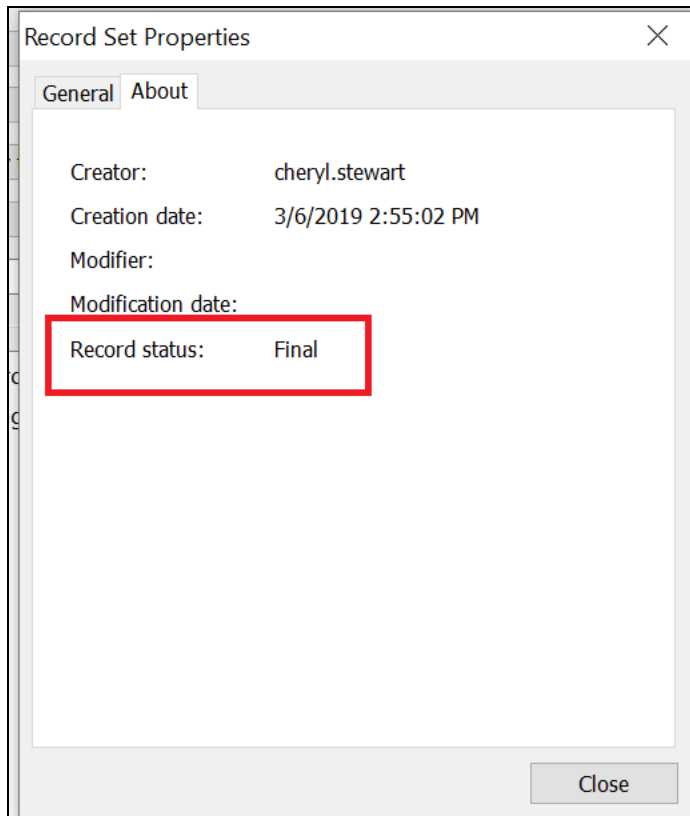 Record Set Properties
General About
Creator: cheryl.stewart
Creation date: 3/6/2019 2:55:02 PM
Modifier:
Modification date:
Record status: Final
Close